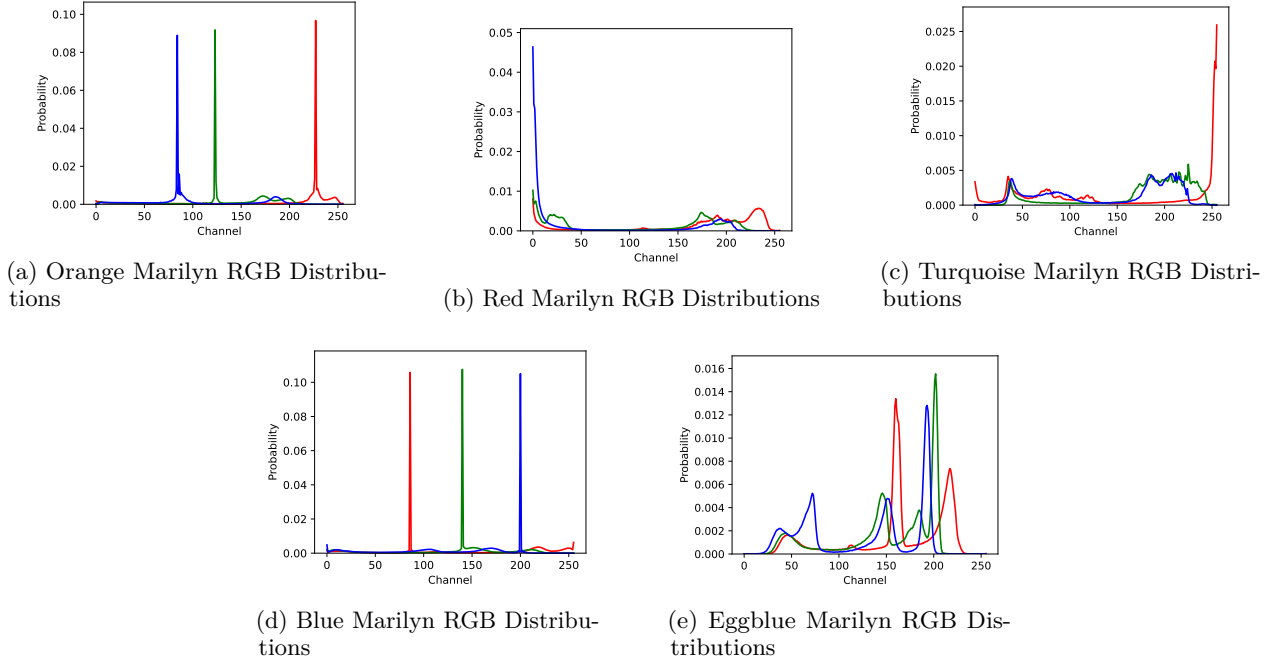 0.10
0.08
0.06
0.04
0.02
0.00
Probability
0 50 100 150 200 250
Channel
(a) Orange Marilyn RGB Distribu-
tions
0.05
0.04
0.03
0.02
0.01
0.00
Probability
0 50 100 150 200 250
Channel
(b) Red Marilyn RGB Distributions
0.025
0.020
0.015
0.010
0.005
0.000
Probability
0 50 100 150 200 250
Channel
(c) Turquoise Marilyn RGB Distri-
butions
0.10
0.08
0.06
0.04
0.02
0.00
Probability
0 50 100 150 200 250
Channel
(d) Blue Marilyn RGB Distribu-
tions
0.016
0.014
0.012
0.010
0.008
0.006
0.004
0.002
0.000
Probability
0 50 100 150 200 250
Channel
(e) Eggblue Marilyn RGB Dis-
tributions